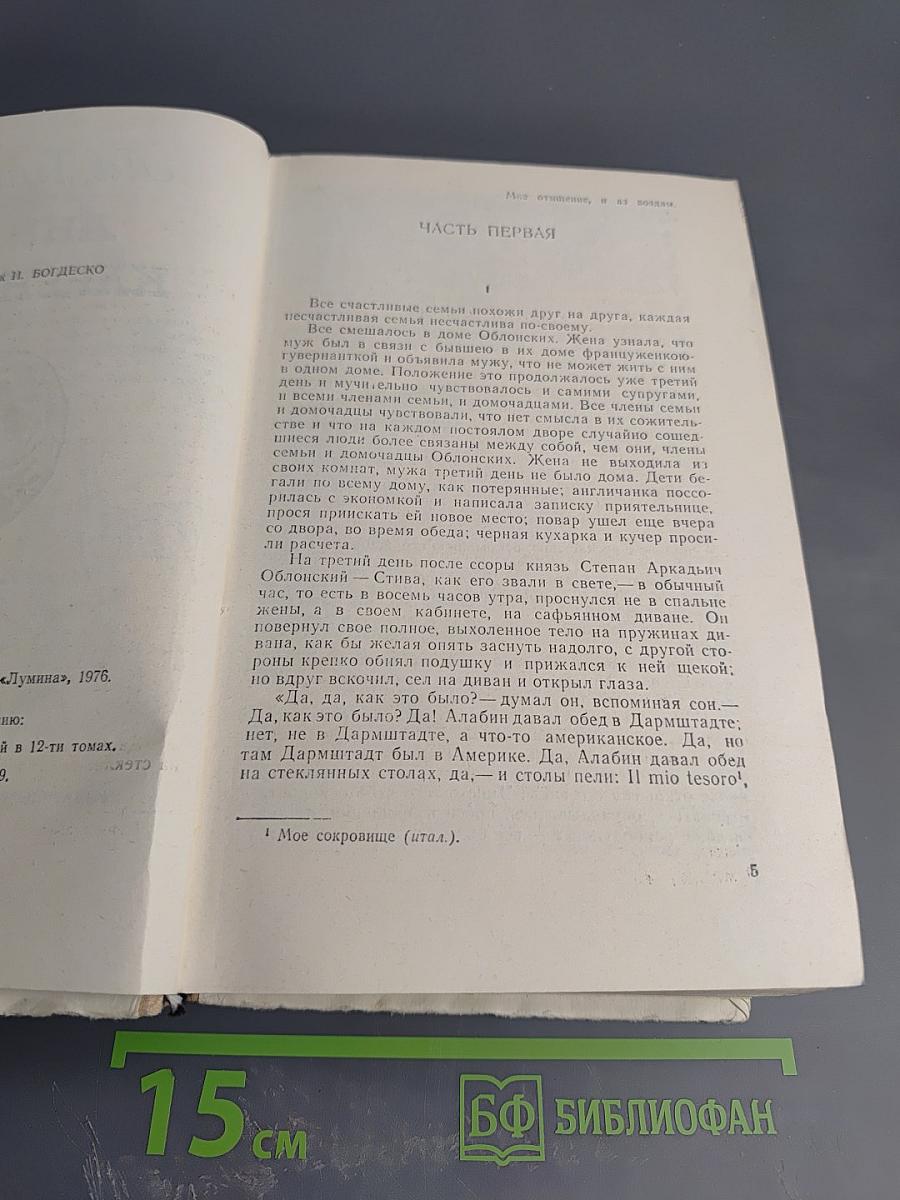 к И. БОГДЕСКО
«Лумина», 1976.
нию:
й в 12-ти томах.
9.
Мне отмщение, и аз воздам.
ЧАСТЬ ПЕРВАЯ
I
Все счастливые семьи похожи друг на друга, каждая
несчастливая семья несчастлива по-своему.
Все смешалось в доме Облонских. Жена узнала, что
муж был в связи с бывшею в их доме француженкою-
гувернанткой и объявила мужу, что не может жить с ним
в одном доме. Положение это продолжалось уже третий
день и мучительно чувствовалось и самими супругами,
и всеми членами семьи, и домочадцами. Все члены семьи
и домочадцы чувствовали, что нет смысла в их сожитель-
стве и что на каждом постоялом дворе случайно сошед-
шиеся люди более связаны между собой, чем они, члены
семьи и домочадцы Облонских. Жена не выходила из
своих комнат, мужа третий день не было дома. Дети бе-
гали по всему дому, как потерянные; англичанка поссо-
рилась с экономкой и написала записку приятельнице,
прося приискать ей новое место; повар ушел еще вчера
со двора, во время обеда; черная кухарка и кучер проси-
ли расчета.
На третий день после ссоры князь Степан Аркадьич
Облонский — Стива, как его звали в свете,— в обычный
час, то есть в восемь часов утра, проснулся не в спальне
жены, а в своем кабинете, на сафьянном диване. Он
повернул свое полное, выхоленное тело на пружинах ди-
вана, как бы желая опять заснуть надолго, с другой сто-
роны крепко обнял подушку и прижался к ней щекой;
но вдруг вскочил, сел на диван и открыл глаза.
«Да, да, как это было?— думал он, вспоминая сон.—
Да, как это было? Да! Алабин давал обед в Дармштадте;
нет, не в Дармштадте, а что-то американское. Да, но
там Дармштадт был в Америке. Да, Алабин давал обед
на стеклянных столах, да,— и столы пели: Il mio tesoro¹,
¹ Мое сокровище (итал.).
5
15 см
БФ БИБЛИОФАН